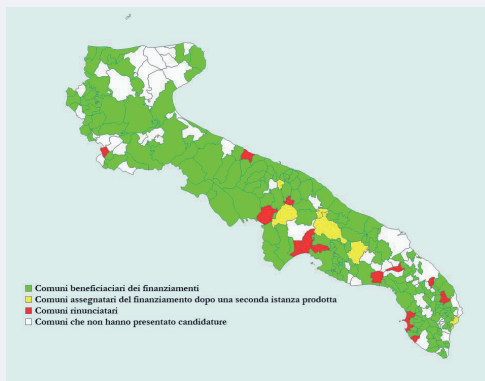 Comuni beneficiaciari dei finanziamenti
Comuni assegnatari del finanziamento dopo una seconda istanza prodotta
Comuni rinunciatari
Comuni che non hanno presentato candidature